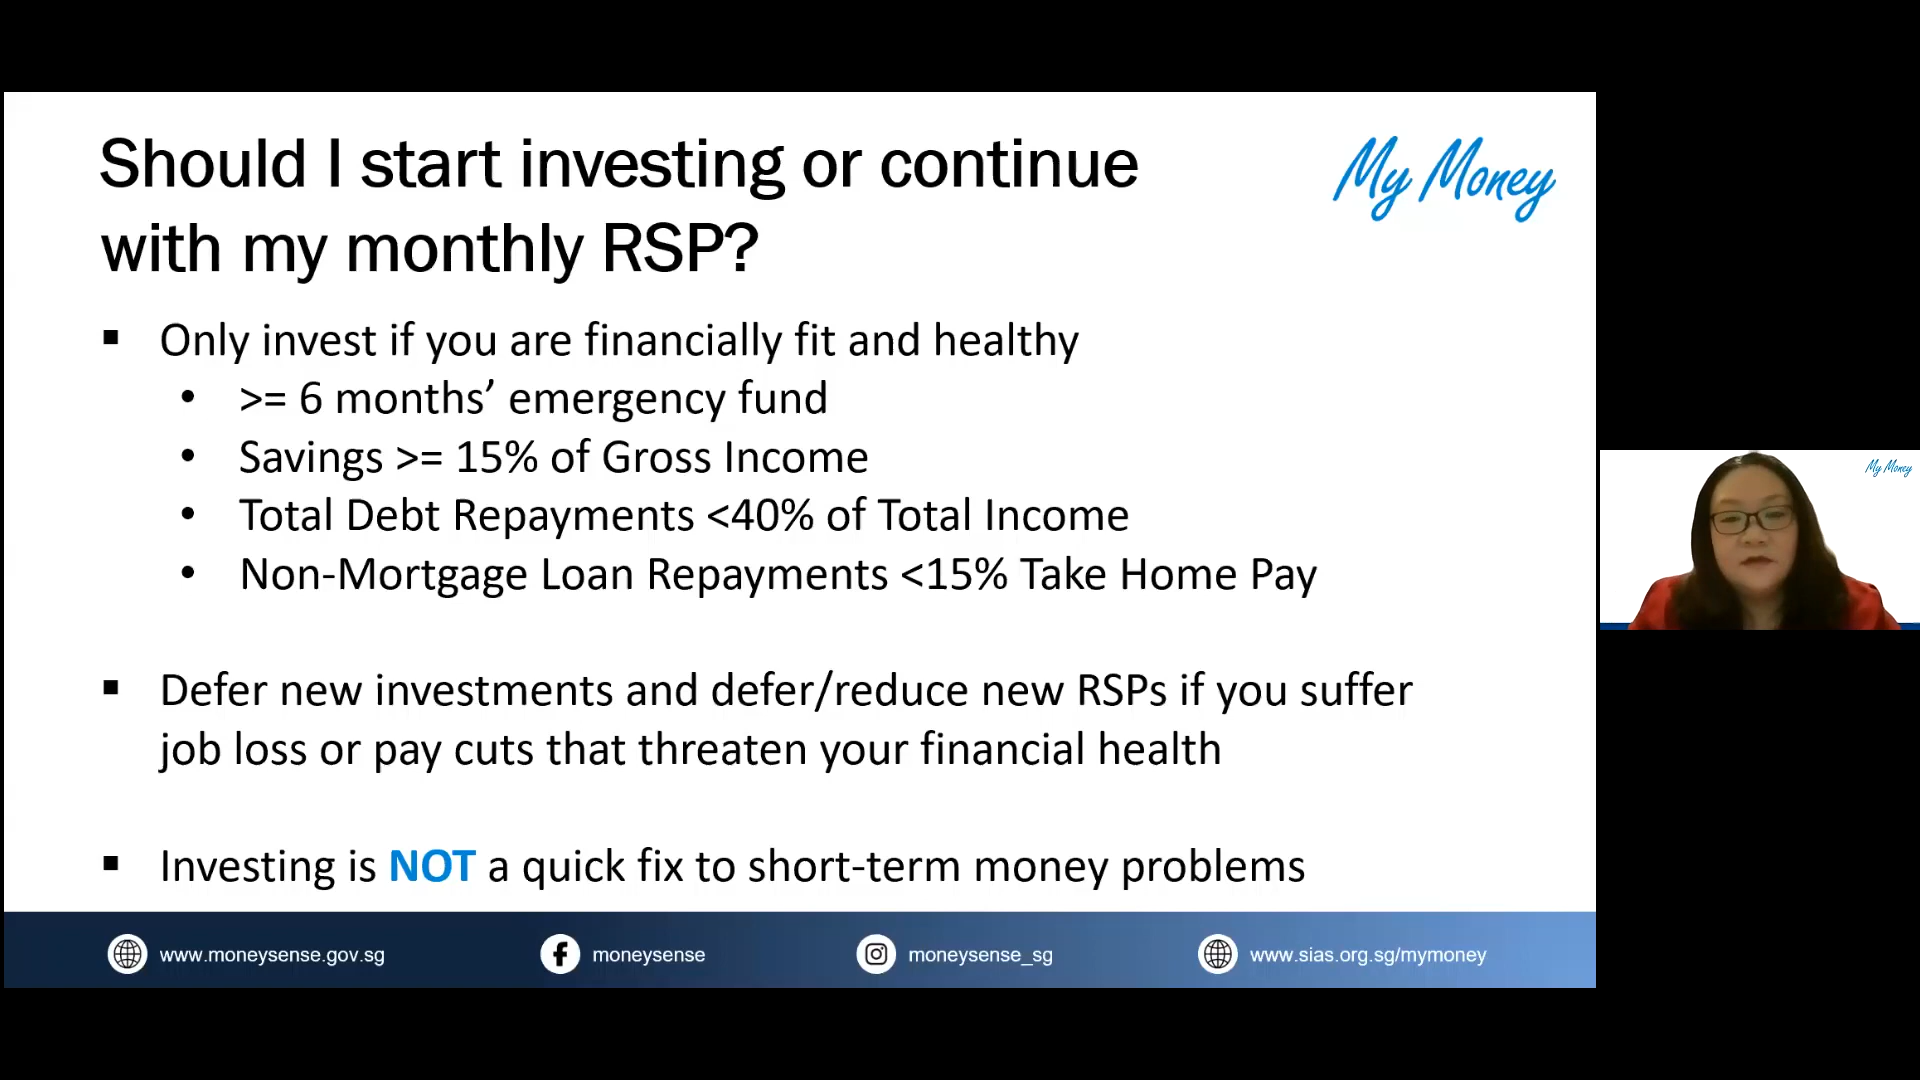 Should I start investing or continue
with my monthly RSP?
My Money
▪ Only invest if you are financially fit and healthy
• >= 6 months’ emergency fund
• Savings >= 15% of Gross Income
• Total Debt Repayments <40% of Total Income
• Non-Mortgage Loan Repayments <15% Take Home Pay
▪ Defer new investments and defer/reduce new RSPs if you suffer
job loss or pay cuts that threaten your financial health
▪ Investing is NOT a quick fix to short-term money problems
www.moneysense.gov.sg
moneysense
moneysense_sg
www.sias.org.sg/mymoney
My Money